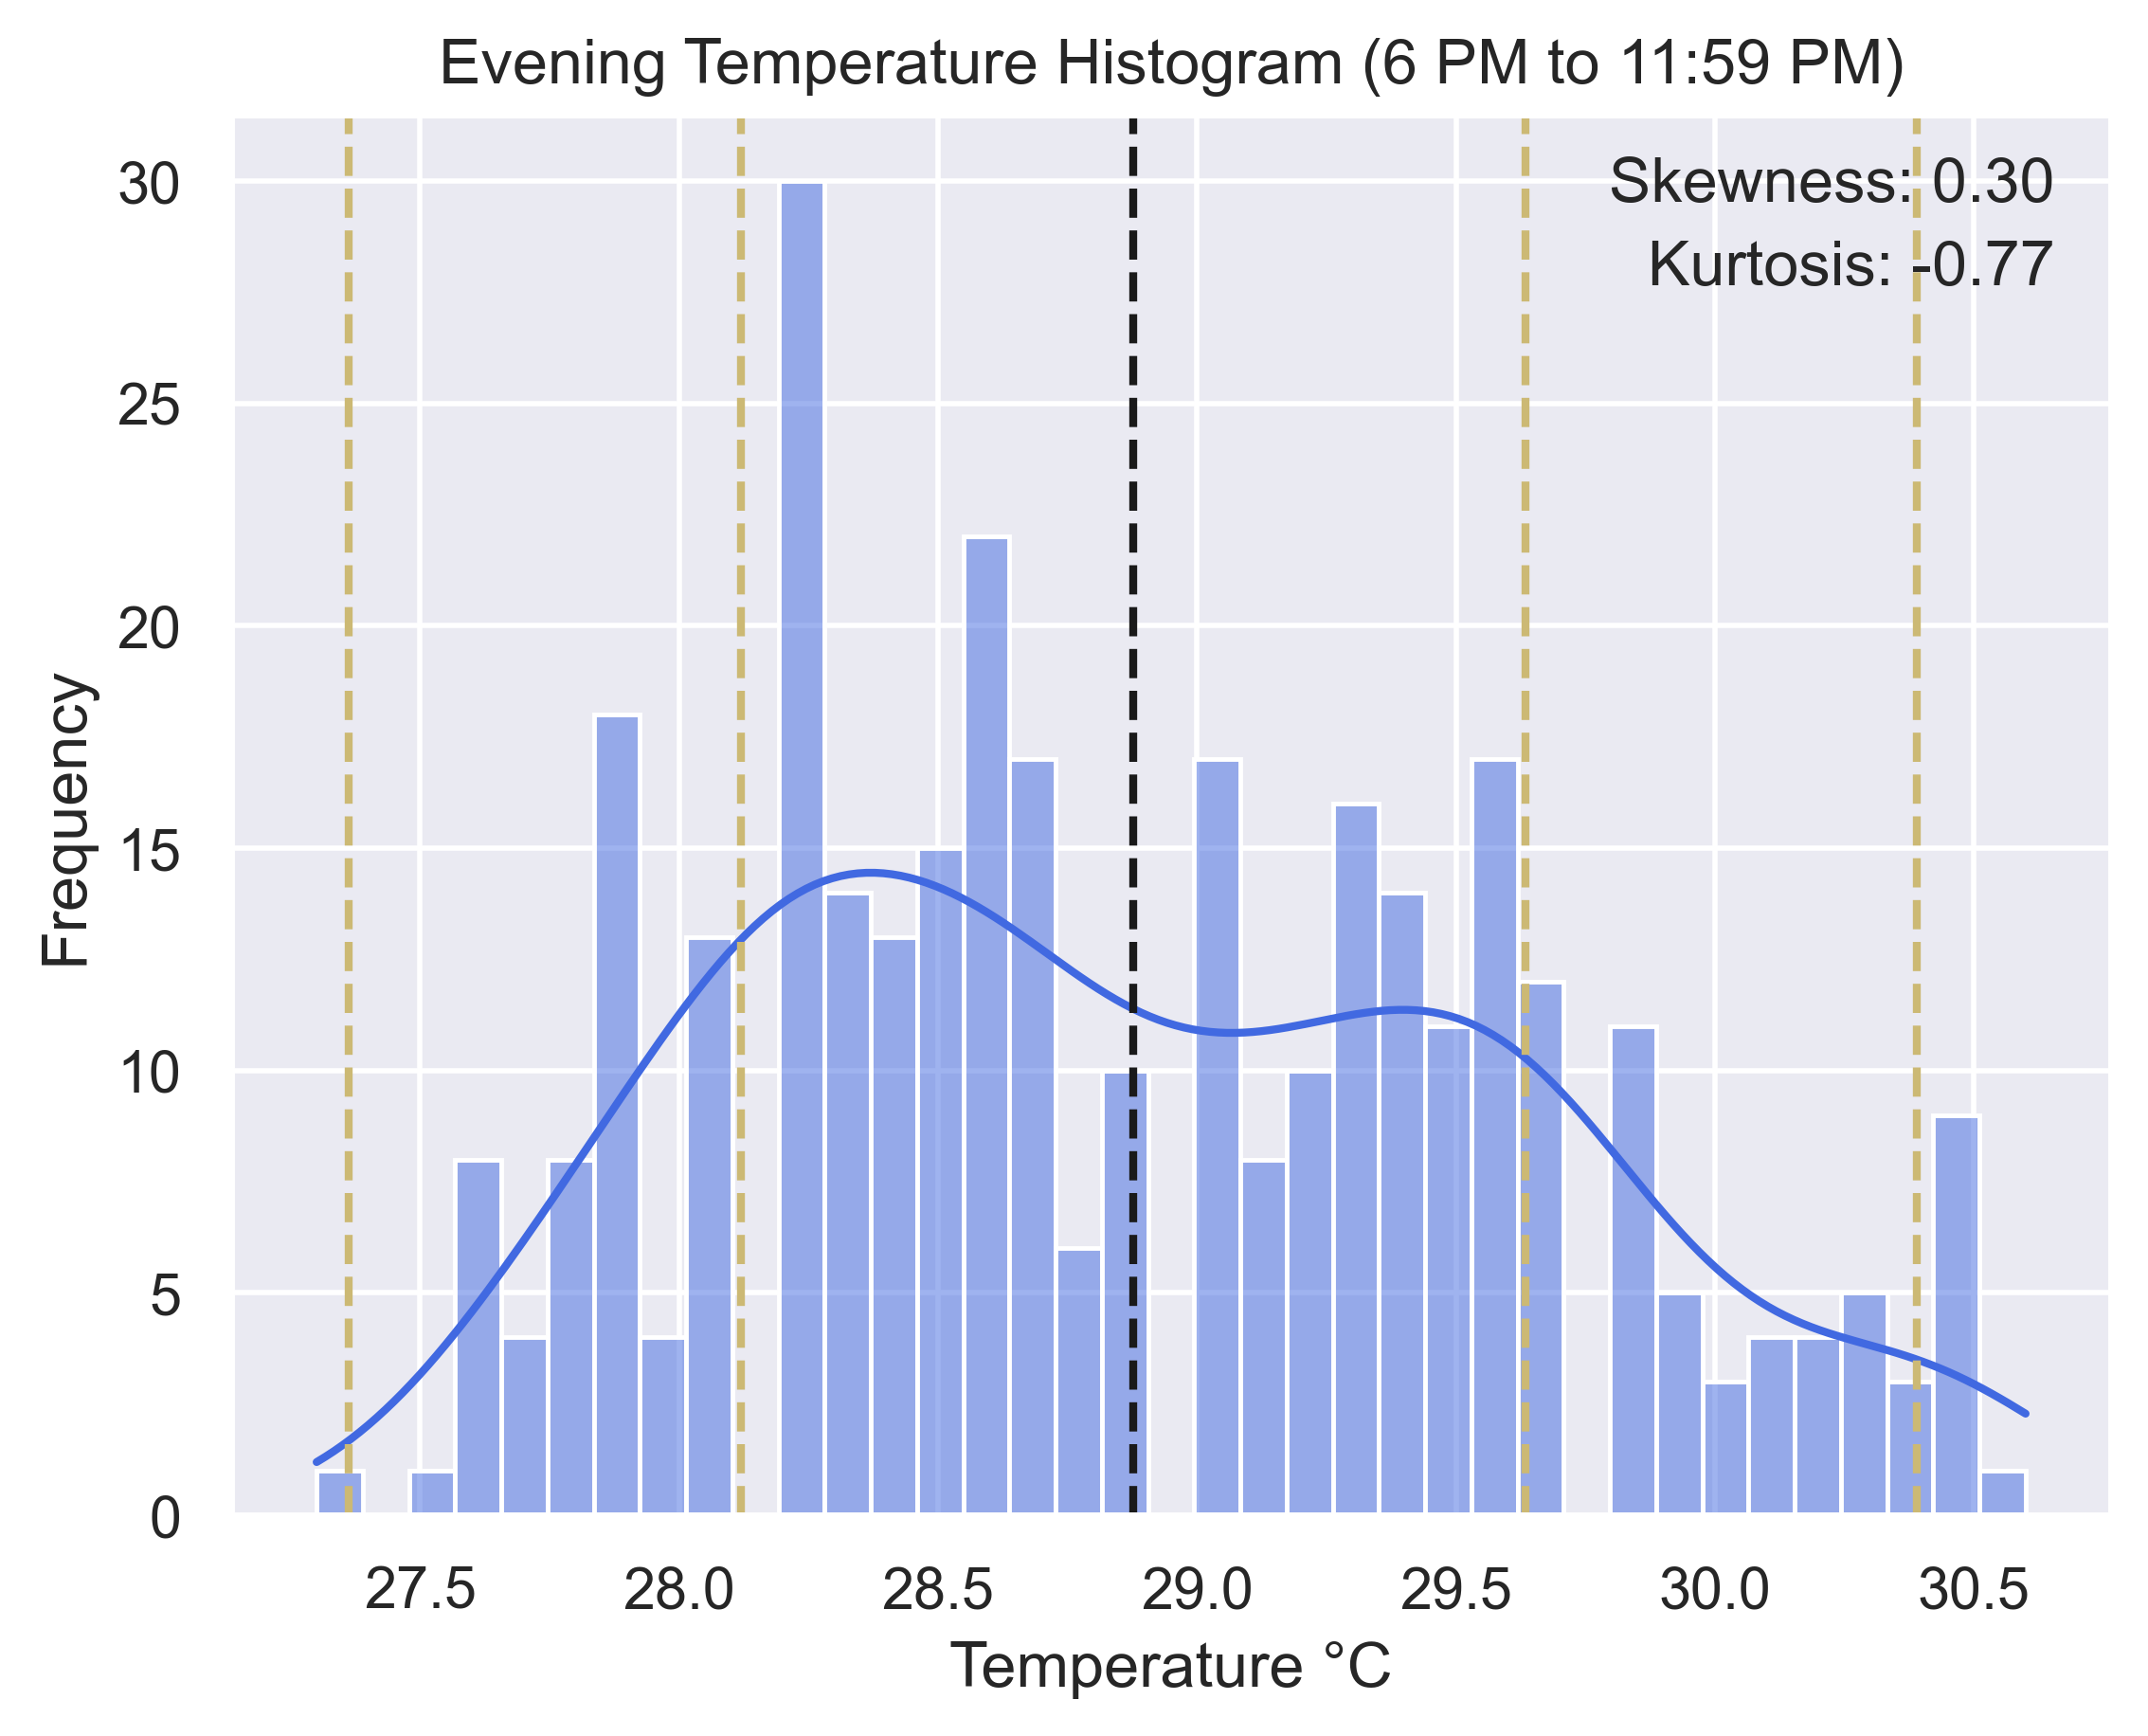 Evening Temperature Histogram (6 PM to 11:59 PM)
Skewness: 0.30
Kurtosis: -0.77
30
25
20
15
10
5
0
Frequency
27.5 28.0 28.5 29.0 29.5 30.0 30.5
Temperature °C